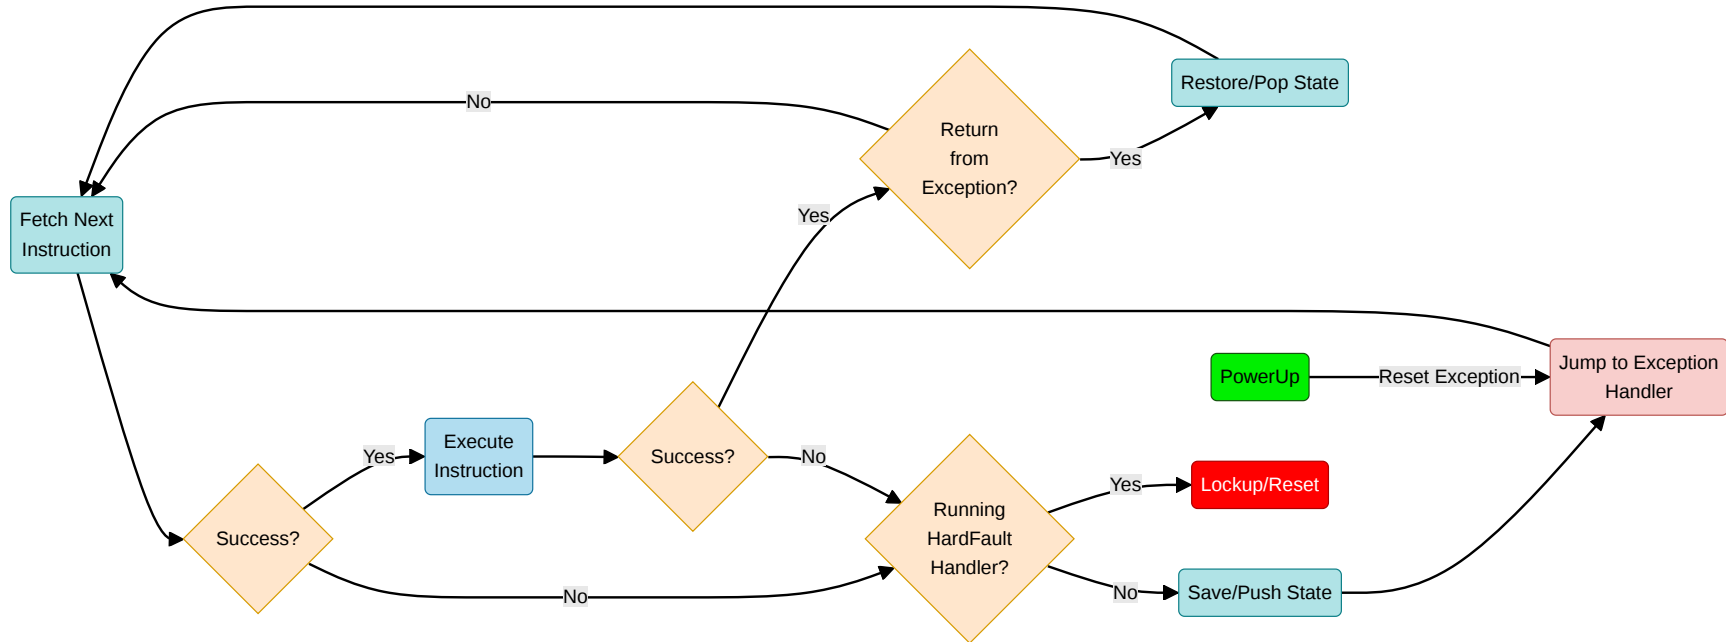 No
Return
from
Exception?
Yes
Restore/Pop State
Fetch Next
Instruction
Yes
PowerUp
Reset Exception
Jump to Exception
Handler
Success?
Yes
Execute
Instruction
Success?
No
Running
HardFault
Handler?
Yes
Lockup/Reset
No
No
Save/Push State